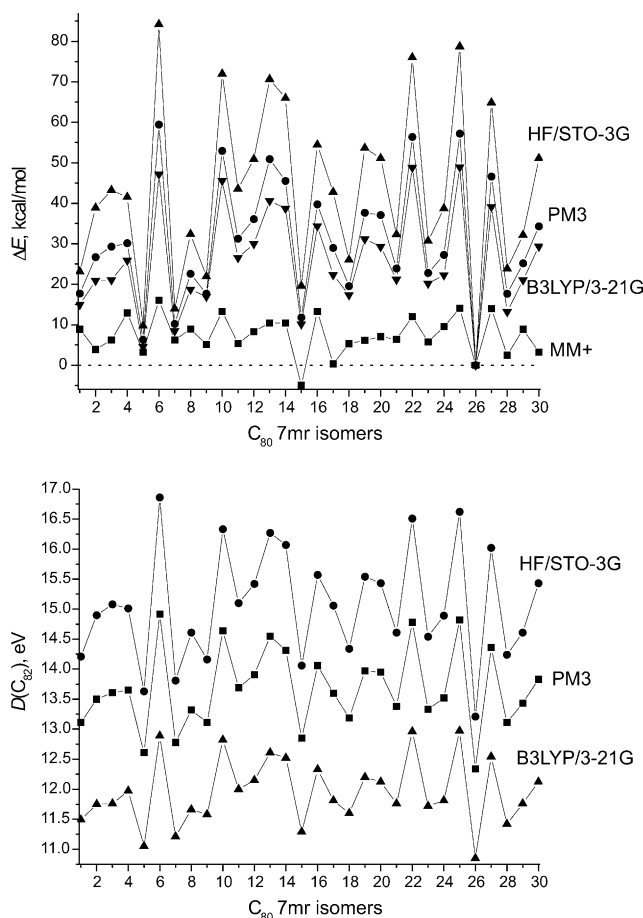 ΔE, kcal/mol
80
70
60
50
40
30
20
10
0
HF/STO-3G
PM3
B3LYP/3-21G
MM+
2 4 6 8 10 12 14 16 18 20 22 24 26 28 30
C80 7mr isomers
D(C82), eV
17.0
16.5
16.0
15.5
15.0
14.5
14.0
13.5
13.0
12.5
12.0
11.5
11.0
HF/STO-3G
PM3
B3LYP/3-21G
2 4 6 8 10 12 14 16 18 20 22 24 26 28 30
C80 7mr isomers